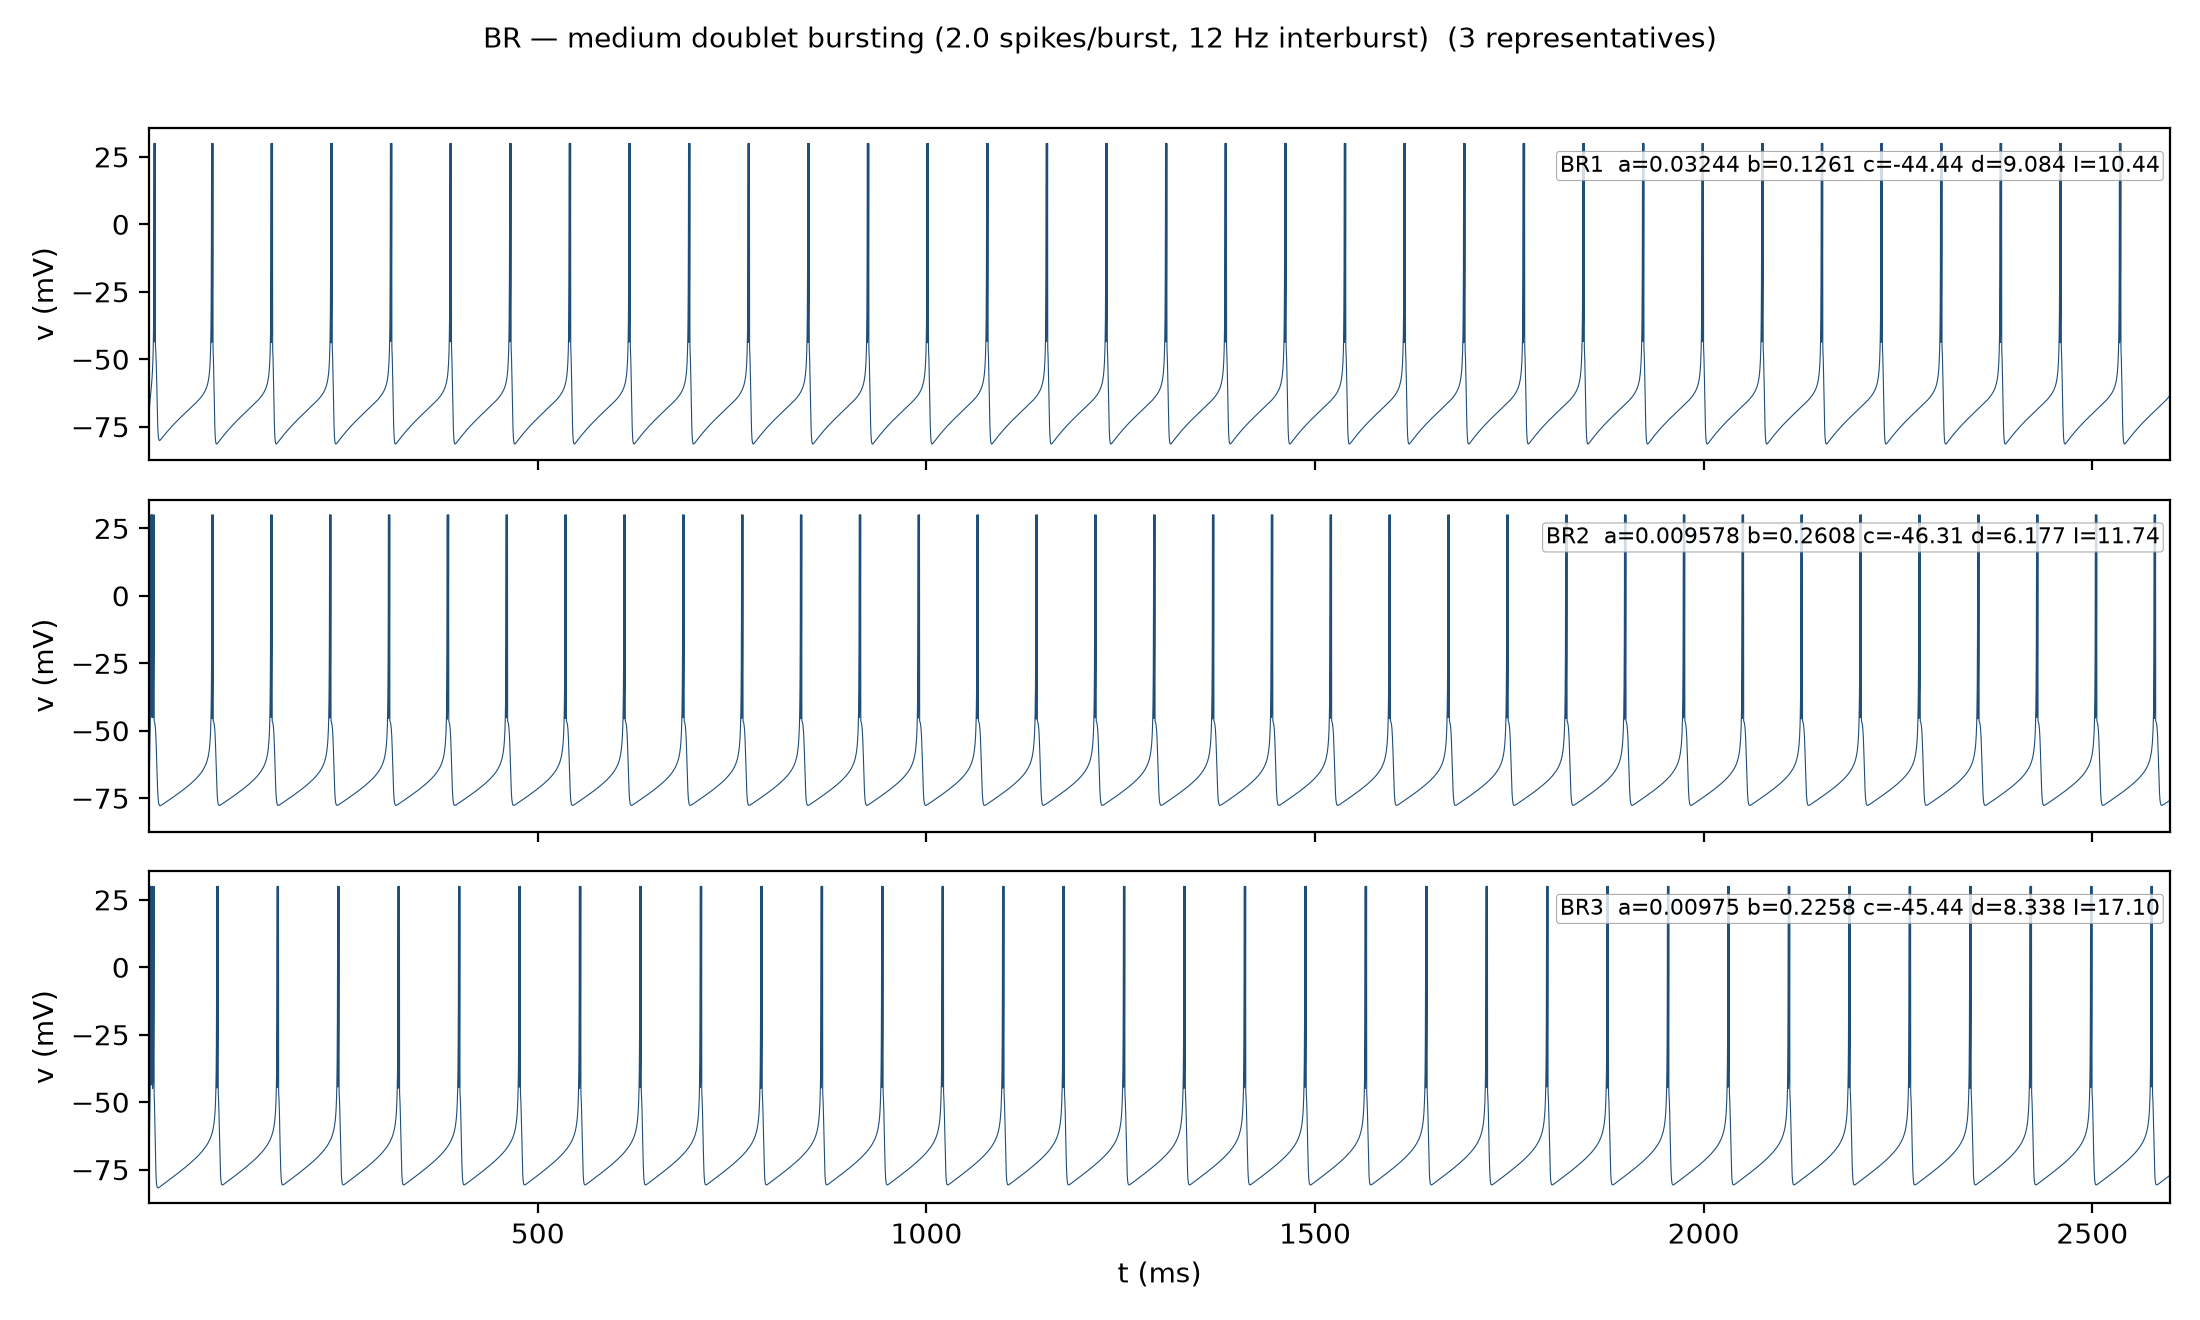 BR — medium doublet bursting (2.0 spikes/burst, 12 Hz interburst)  (3 representatives)
25
0
−25
−50
−75
v (mV)
BR1  a=0.03244 b=0.1261 c=-44.44 d=9.084 I=10.44
25
0
−25
−50
−75
v (mV)
BR2  a=0.009578 b=0.2608 c=-46.31 d=6.177 I=11.74
25
0
−25
−50
−75
v (mV)
BR3  a=0.00975 b=0.2258 c=-45.44 d=8.338 I=17.10
500 1000 1500 2000 2500
t (ms)